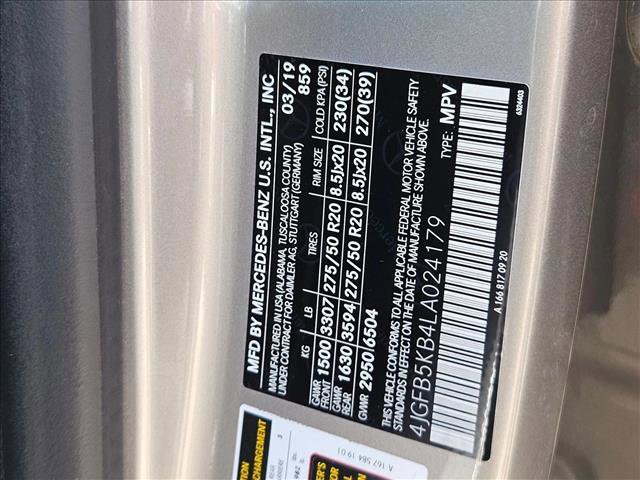 MFD BY MERCEDES-BENZ U.S. INTL., INC
MANUFACTURED IN USA (ALABAMA, TUSCALOOSA COUNTY)
UNDER CONTRACT FOR DAIMLER AG, STUTTGART (GERMANY)
03/19
859
KG LB TIRES RIM SIZE COLD KPA(PSI)
GAWR FRONT 1500 3307 275/50 R20 8.5Jx20 230(34)
GAWR REAR 1630 3594 275/50 R20 8.5Jx20 270(39)
GVWR 2950 6504
THIS VEHICLE CONFORMS TO ALL APPLICABLE FEDERAL MOTOR VEHICLE SAFETY
STANDARDS IN EFFECT ON THE DATE OF MANUFACTURE SHOWN ABOVE.
4JGFB5KB4LA024179 TYPE: MPV
A 166 817 09 20
6324403
CHARGEMENT
REAR
3
A 167 584 19 01